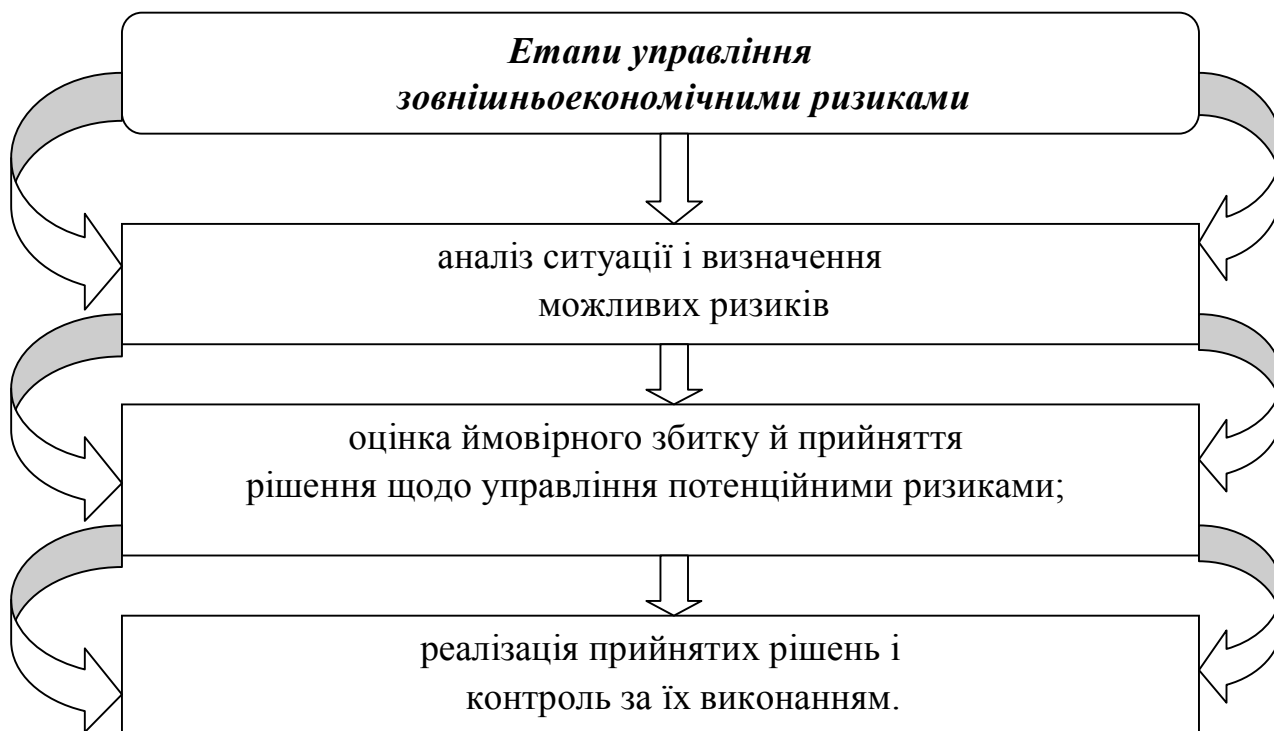 Етапи управління
зовнішньоекономічними ризиками
аналіз ситуації і визначення
можливих ризиків
оцінка ймовірного збитку й прийняття
рішення щодо управління потенційними ризиками;
реалізація прийнятих рішень і
контроль за їх виконанням.